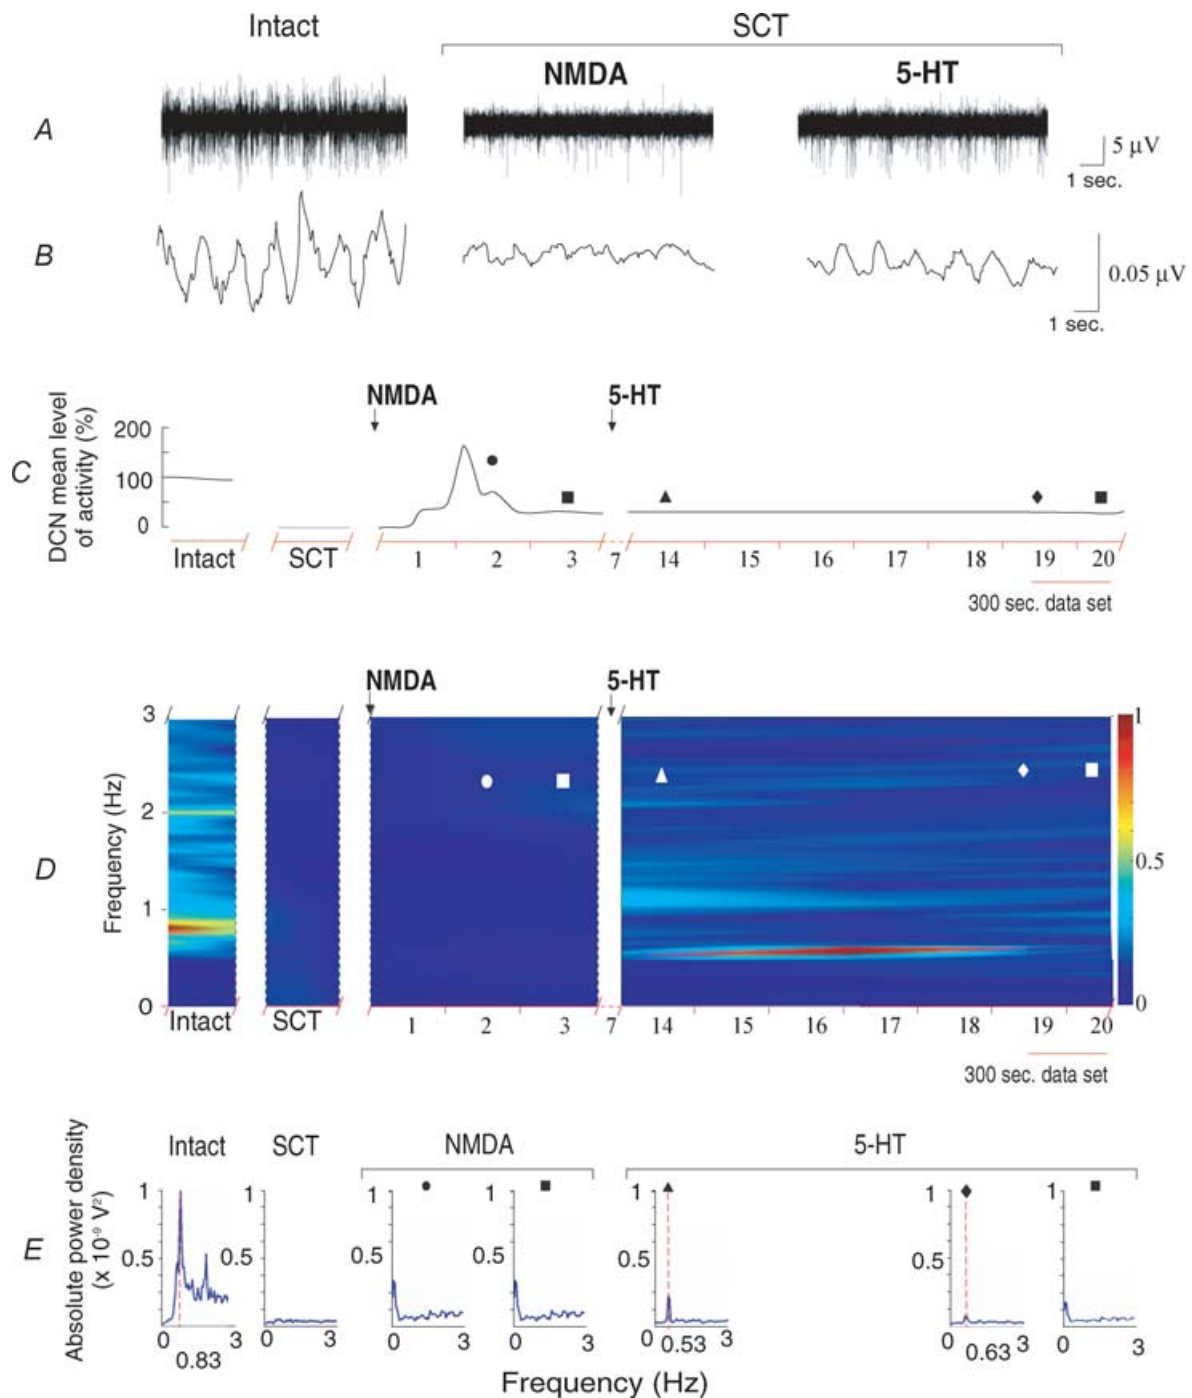 Intact
SCT
NMDA
5-HT
A
5 μV
1 sec.
B
0.05 μV
1 sec.
C
DCN mean level
of activity (%)
NMDA
5-HT
200
100
0
Intact
SCT
1
2
3
7
14
15
16
17
18
19
20
300 sec. data set
D
Frequency (Hz)
NMDA
5-HT
3
2
1
0
1
0.5
0
Intact
SCT
1
2
3
7
14
15
16
17
18
19
20
300 sec. data set
E
Absolute power density
(x 10⁻⁹ V²)
Intact
SCT
NMDA
5-HT
1
1
1
1
1
1
1
0.5
0.5
0.5
0.5
0.5
0.5
0.5
0
3
0
3
0
3
0
3
0
3
0
3
0
3
0.83
0.53
0.63
Frequency (Hz)